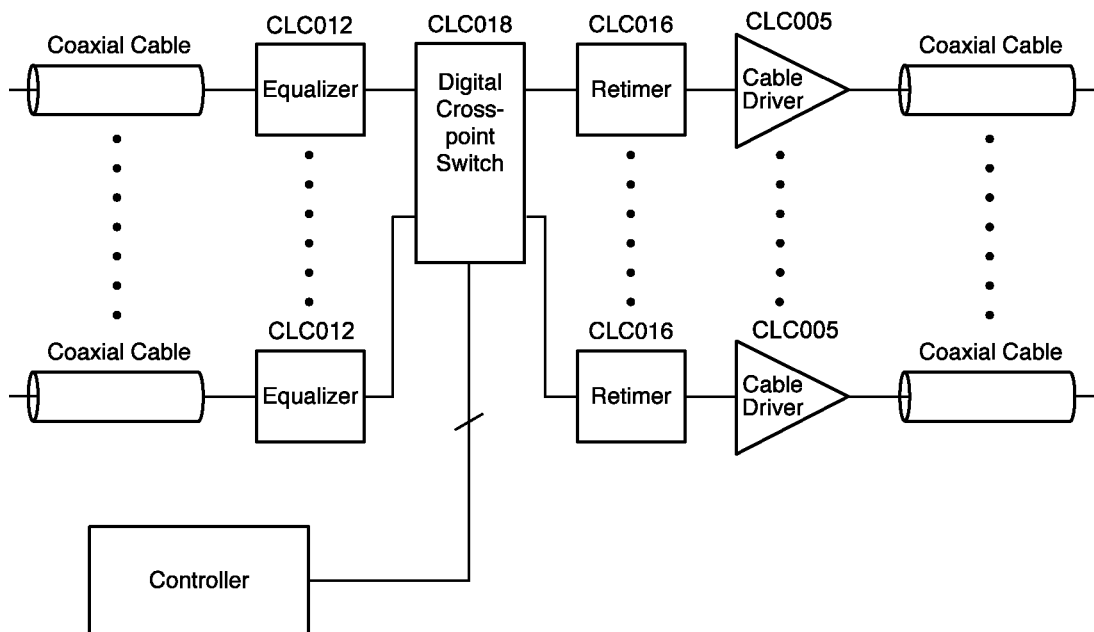 Coaxial Cable
CLC012
Equalizer
CLC018
Digital
Cross-
point
Switch
CLC016
Retimer
CLC005
Cable
Driver
Coaxial Cable
Coaxial Cable
CLC012
Equalizer
CLC016
Retimer
CLC005
Cable
Driver
Coaxial Cable
Controller